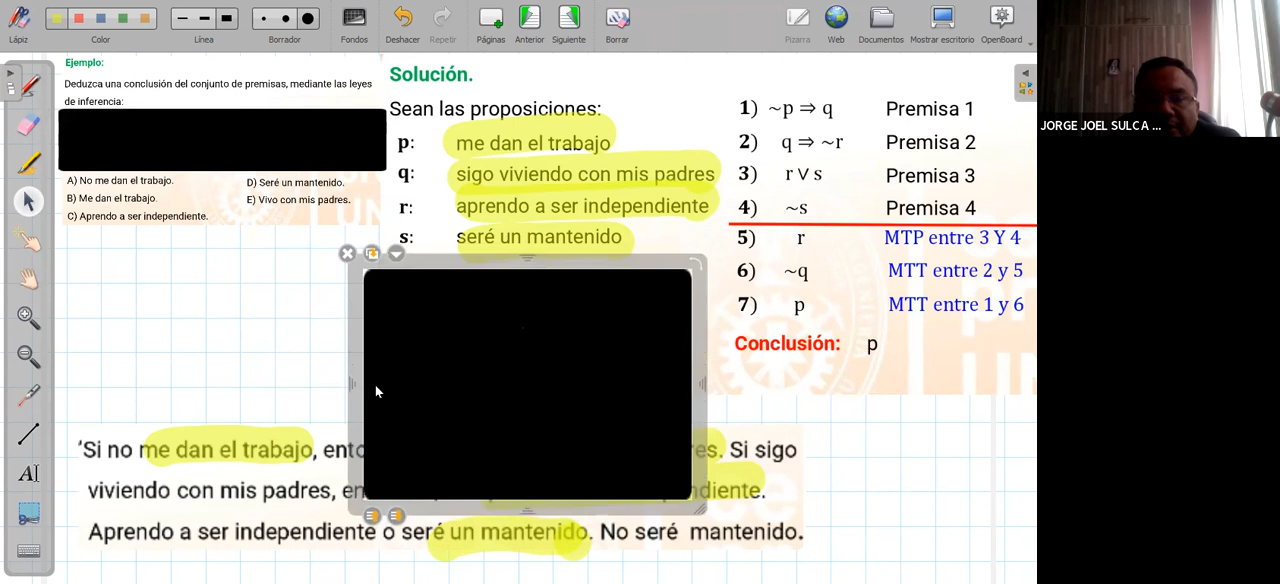 Lápiz
Color
Línea
Borrador
Fondos
Deshacer
Repetir
Páginas
Anterior
Siguiente
Borrar
Pizarra
Web
Documentos
Mostrar escritorio
OpenBoard
Ejemplo:
Deduzca una conclusión del conjunto de premisas, mediante las leyes
de inferencia:
A) No me dan el trabajo.
B) Me dan el trabajo.
C) Aprendo a ser independiente.
D) Seré un mantenido.
E) Vivo con mis padres.
Solución.
Sean las proposiciones:
p: me dan el trabajo
q: sigo viviendo con mis padres
r: aprendo a ser independiente
s: seré un mantenido
1) ~p ⇒ q Premisa 1
2) q ⇒ ~r Premisa 2
3) r ∨ s Premisa 3
4) ~s Premisa 4
5) r MTP entre 3 Y 4
6) ~q MTT entre 2 y 5
7) p MTT entre 1 y 6
Conclusión: p
'Si no me dan el trabajo, ento es. Si sigo
viviendo con mis padres, en ndiente.
Aprendo a ser independiente o seré un mantenido. No seré mantenido.
AI
JORGE JOEL SULCA ...